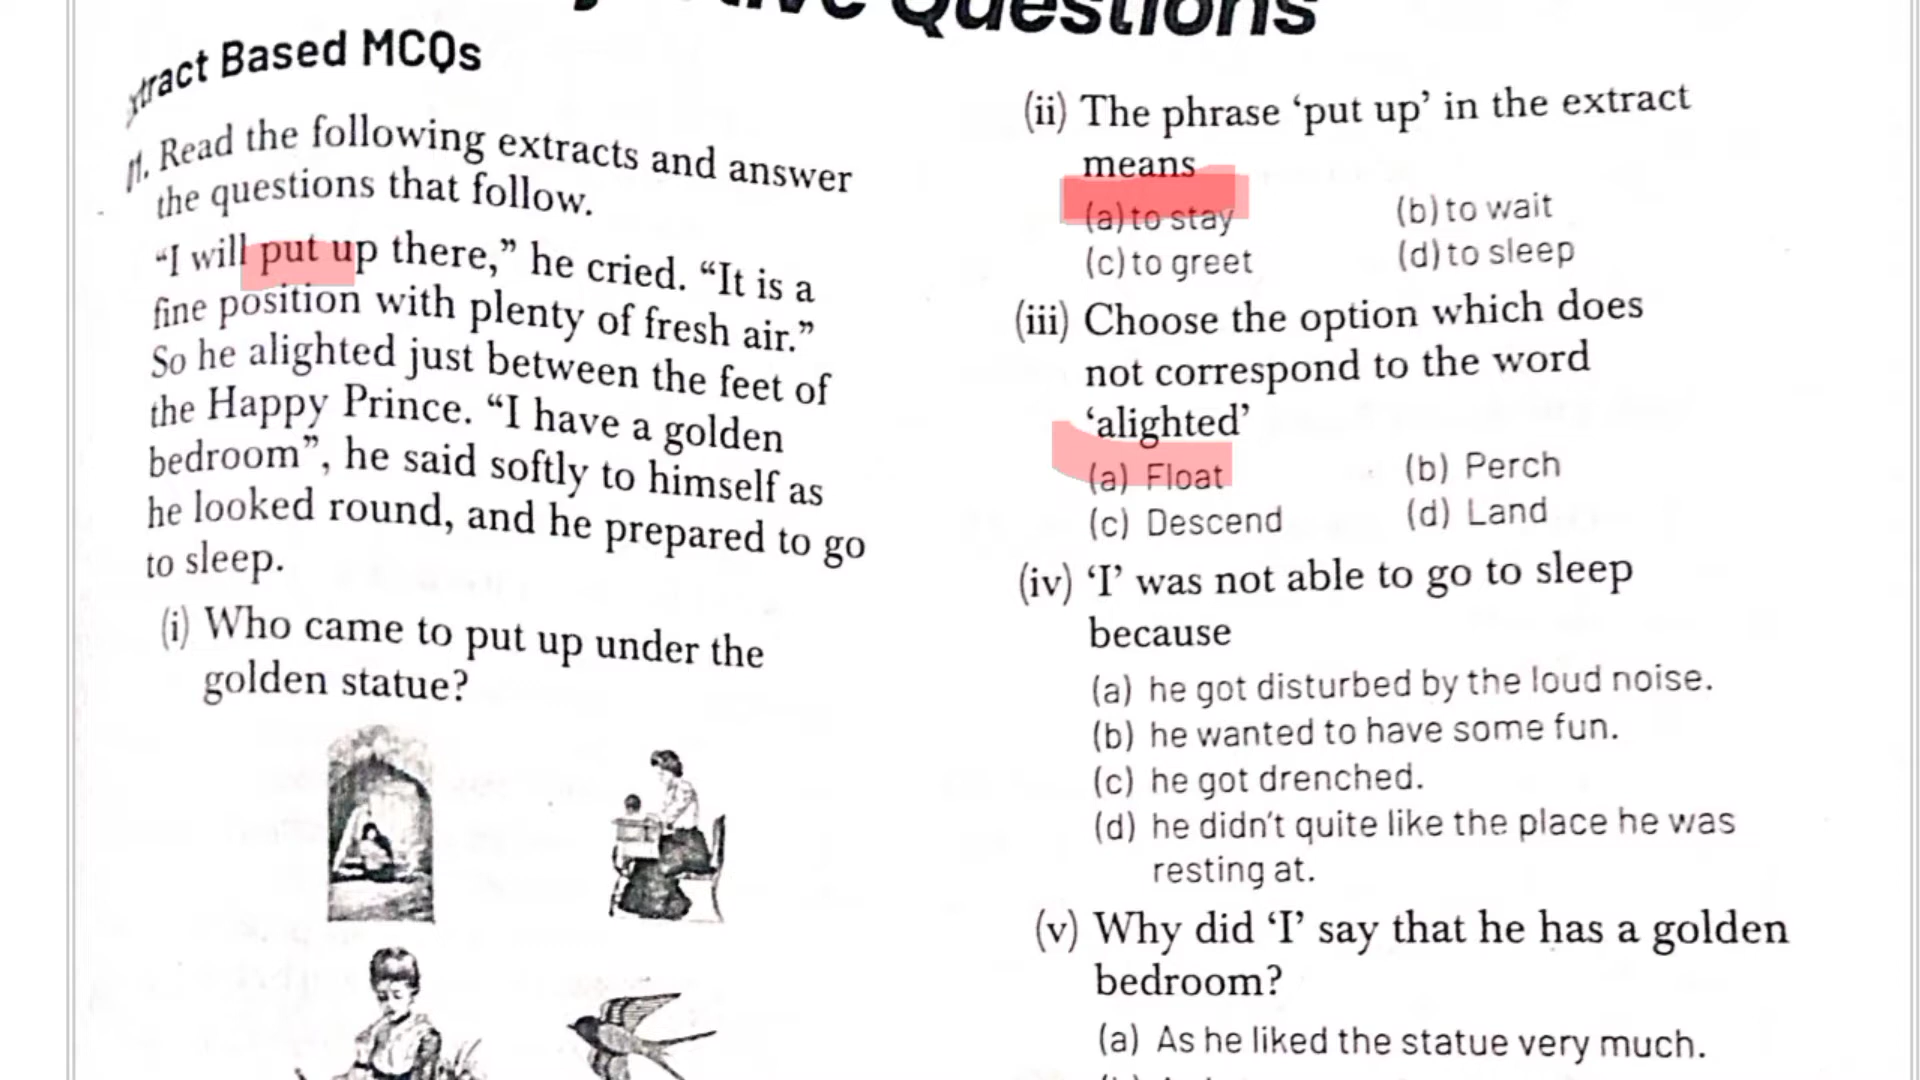 Questions
Extract Based MCQs
1. Read the following extracts and answer
the questions that follow.
“I will put up there,” he cried. “It is a
fine position with plenty of fresh air.”
So he alighted just between the feet of
the Happy Prince. “I have a golden
bedroom”, he said softly to himself as
he looked round, and he prepared to go
to sleep.
(i) Who came to put up under the
golden statue?
(ii) The phrase ‘put up’ in the extract
means
(a) to stay (b) to wait
(c) to greet (d) to sleep
(iii) Choose the option which does
not correspond to the word
‘alighted’
(a) Float (b) Perch
(c) Descend (d) Land
(iv) ‘I’ was not able to go to sleep
because
(a) he got disturbed by the loud noise.
(b) he wanted to have some fun.
(c) he got drenched.
(d) he didn't quite like the place he was
resting at.
(v) Why did ‘I’ say that he has a golden
bedroom?
(a) As he liked the statue very much.